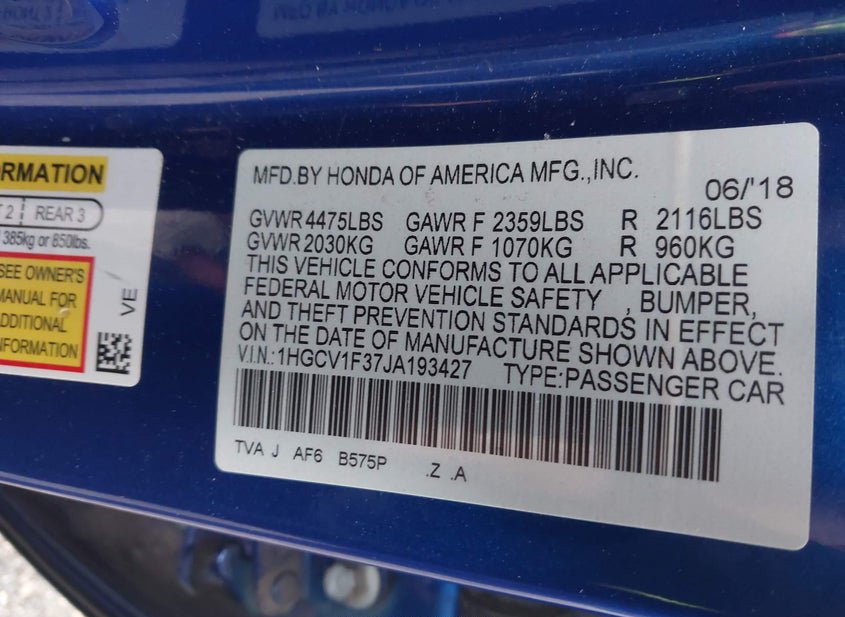 ORMATION
T 2 REAR 3
385kg or 850lbs.
SEE OWNER'S
MANUAL FOR
ADDITIONAL
INFORMATION
VE
MFD.BY HONDA OF AMERICA MFG.,INC.
06/'18
GVWR 4475LBS GAWR F 2359LBS R 2116LBS
GVWR 2030KG GAWR F 1070KG R 960KG
THIS VEHICLE CONFORMS TO ALL APPLICABLE
FEDERAL MOTOR VEHICLE SAFETY , BUMPER,
AND THEFT PREVENTION STANDARDS IN EFFECT
ON THE DATE OF MANUFACTURE SHOWN ABOVE.
V.I.N.:1HGCV1F37JA193427 TYPE:PASSENGER CAR
TVA J AF6 B575P .Z .A